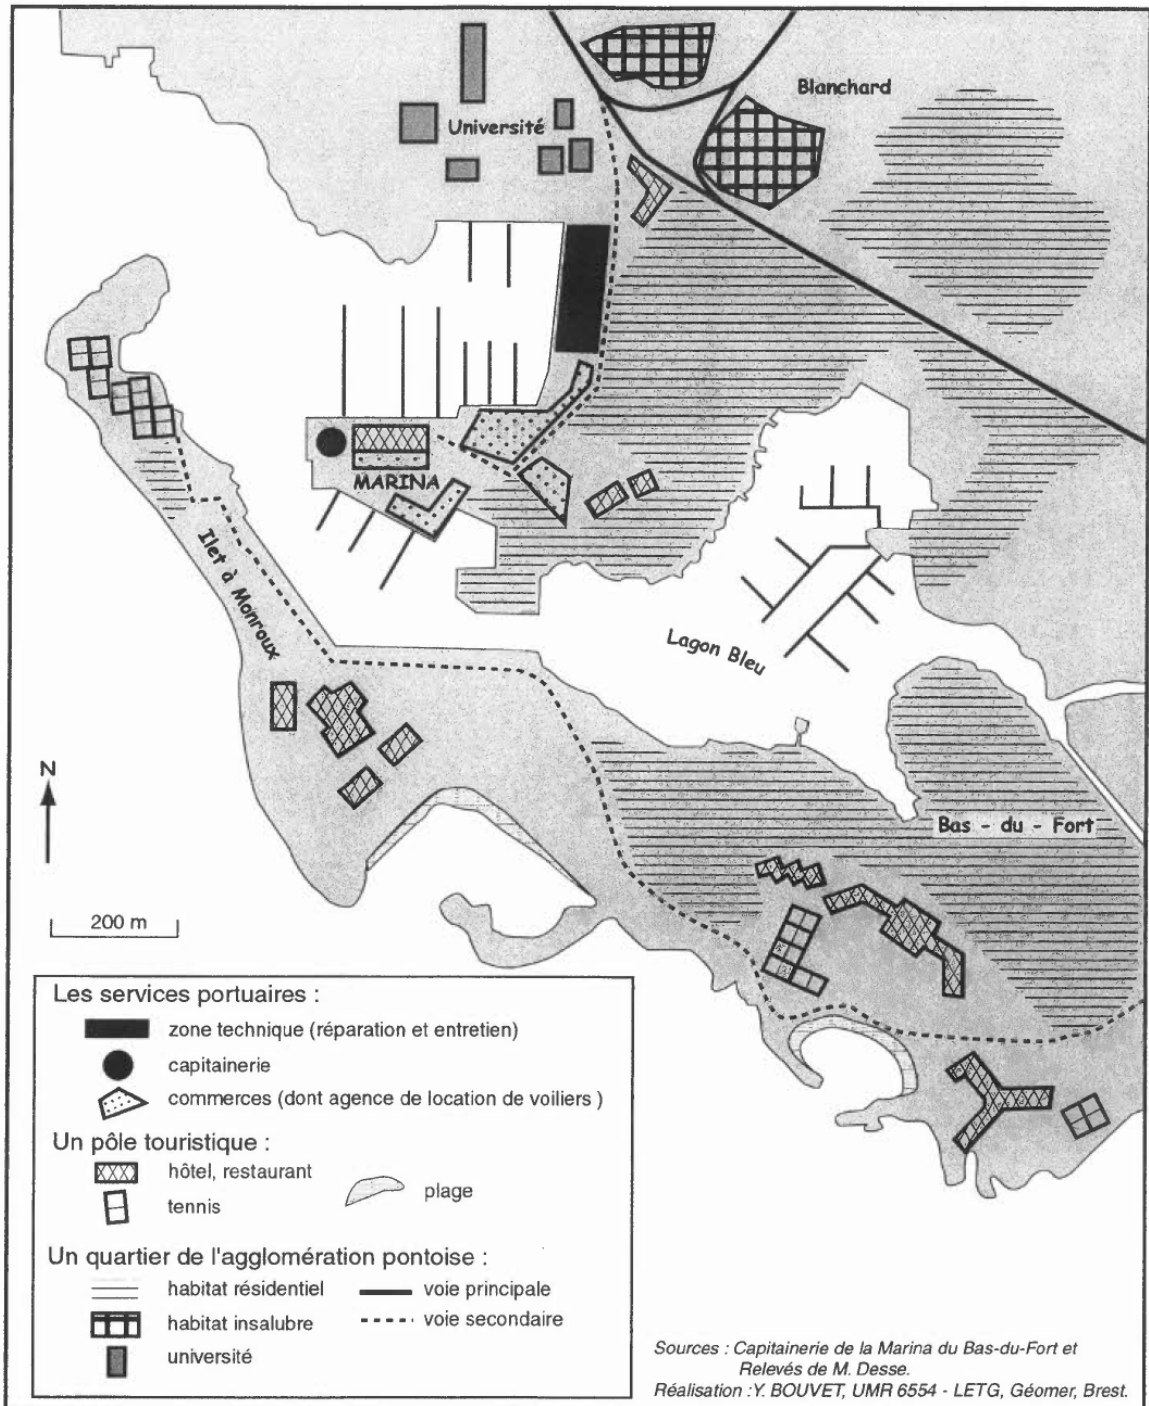 Blanchard
Université
MARINA
Ilet à Monroux
Lagon Bleu
Bas - du - Fort
N
200 m
Les services portuaires :
zone technique (réparation et entretien)
capitainerie
commerces (dont agence de location de voiliers )
Un pôle touristique :
hôtel, restaurant
plage
tennis
Un quartier de l'agglomération pontoise :
habitat résidentiel
voie principale
habitat insalubre
voie secondaire
université
Sources : Capitainerie de la Marina du Bas-du-Fort et
Relevés de M. Desse.
Réalisation :Y. BOUVET, UMR 6554 - LETG, Géomer, Brest.